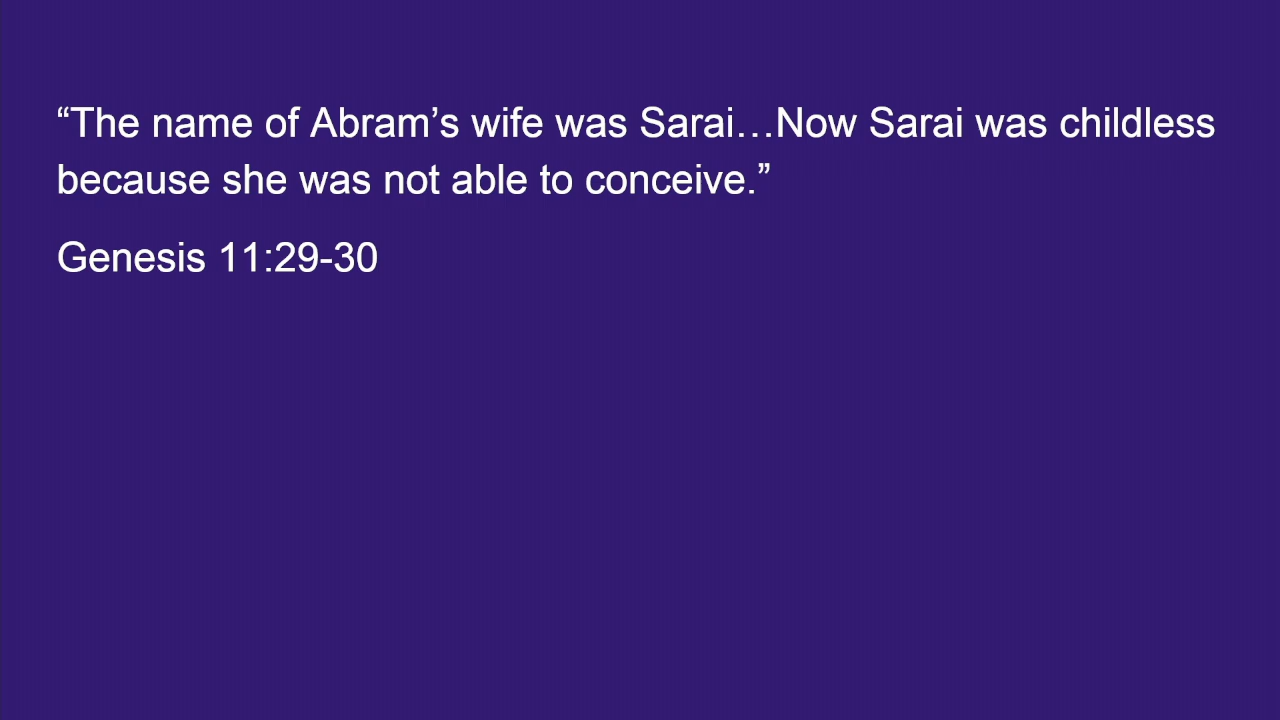 “The name of Abram’s wife was Sarai…Now Sarai was childless
because she was not able to conceive.”
Genesis 11:29-30